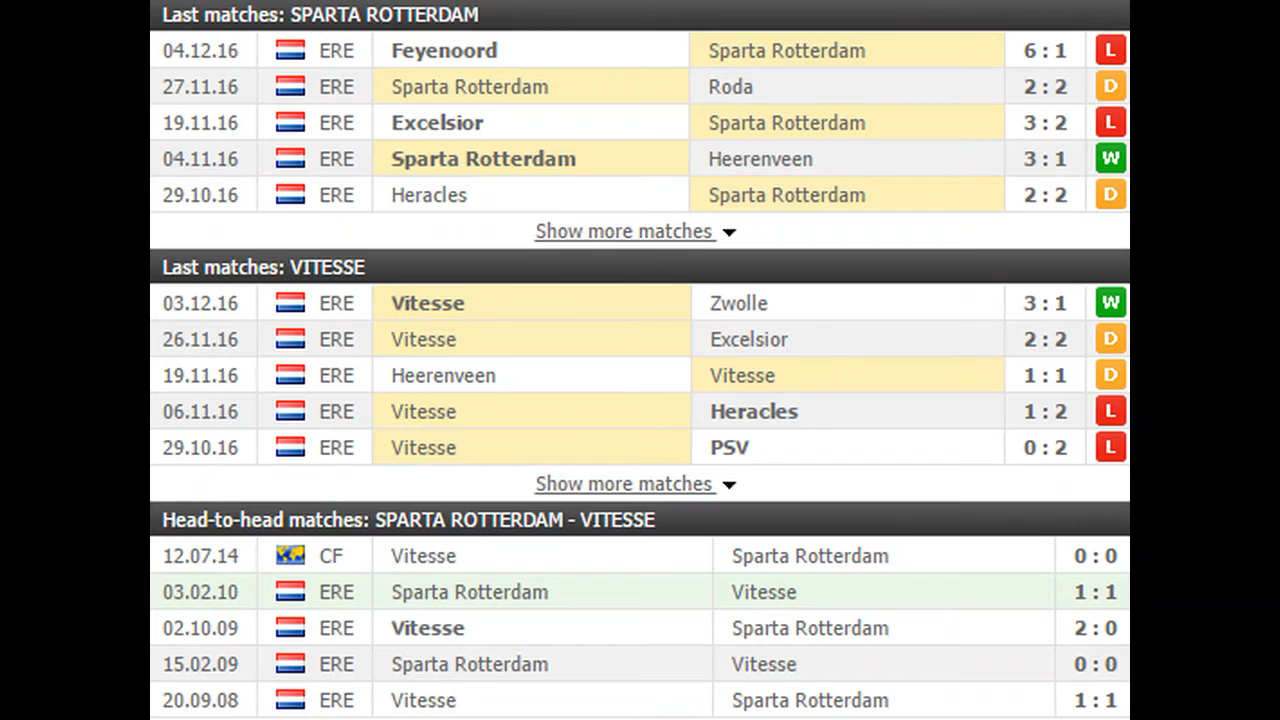 Last matches: SPARTA ROTTERDAM
04.12.16 ERE Feyenoord Sparta Rotterdam 6 : 1 L
27.11.16 ERE Sparta Rotterdam Roda 2 : 2 D
19.11.16 ERE Excelsior Sparta Rotterdam 3 : 2 L
04.11.16 ERE Sparta Rotterdam Heerenveen 3 : 1 W
29.10.16 ERE Heracles Sparta Rotterdam 2 : 2 D
Show more matches
Last matches: VITESSE
03.12.16 ERE Vitesse Zwolle 3 : 1 W
26.11.16 ERE Vitesse Excelsior 2 : 2 D
19.11.16 ERE Heerenveen Vitesse 1 : 1 D
06.11.16 ERE Vitesse Heracles 1 : 2 L
29.10.16 ERE Vitesse PSV 0 : 2 L
Show more matches
Head-to-head matches: SPARTA ROTTERDAM - VITESSE
12.07.14 CF Vitesse Sparta Rotterdam 0 : 0
03.02.10 ERE Sparta Rotterdam Vitesse 1 : 1
02.10.09 ERE Vitesse Sparta Rotterdam 2 : 0
15.02.09 ERE Sparta Rotterdam Vitesse 0 : 0
20.09.08 ERE Vitesse Sparta Rotterdam 1 : 1